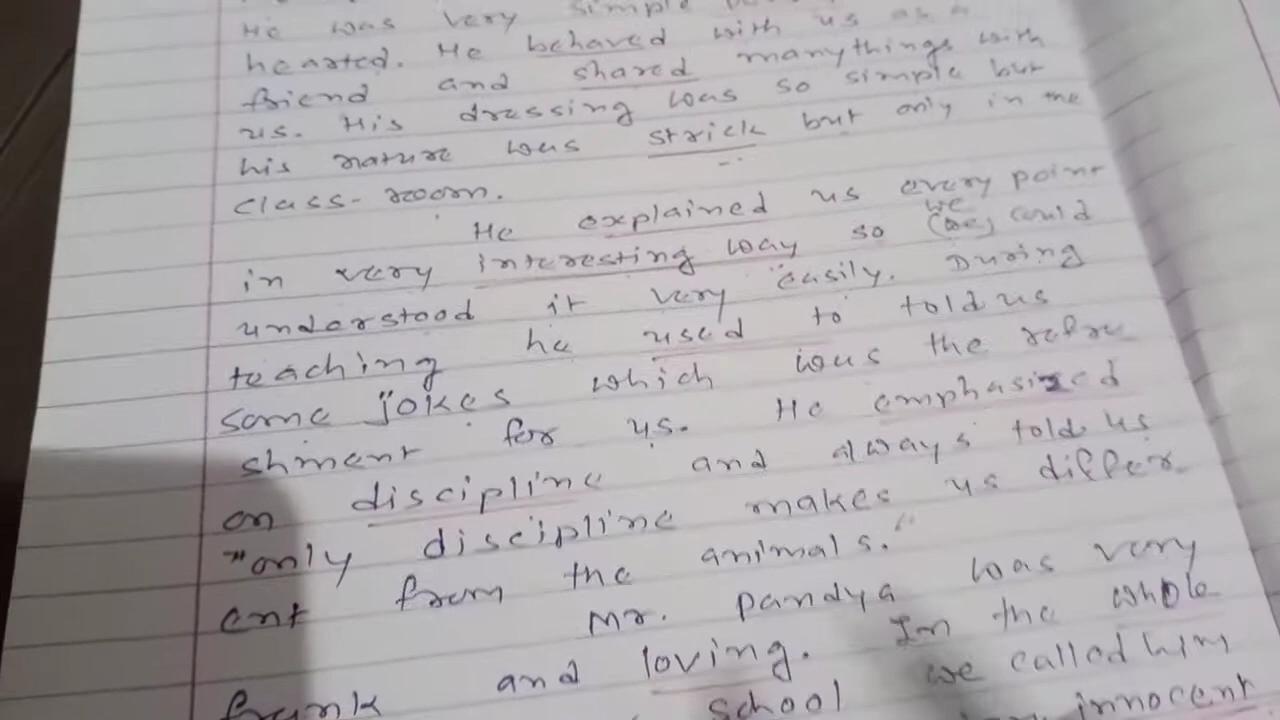 He was very simple
hearted. He behaved with us as a
friend and shared manythings with
us. His dressing was so simple but
his nature was strick but only in the
class-room.
He explained us every point
in very interesting way so (we) we could
understood it very easily. During
teaching he used to told us
some jokes which was the refre
shment for us. He emphasized
on discipline and always told us
"only discipline makes us differ
ent from the animals."
Mr. Pandya was very
frank and loving. In the whole
school we called him
innocent